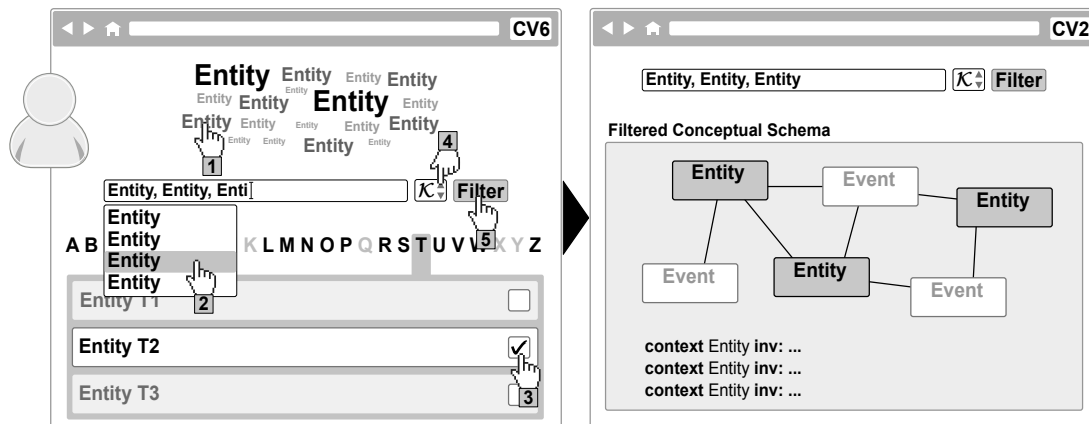 CV6
Entity Entity Entity Entity
Entity Entity Entity Entity Entity
Entity Entity Entity Entity Entity
Entity Entity Entity Entity
1
4
Entity, Entity, Enti
K Filter
5
Entity
Entity
Entity
Entity
2
A B K L M N O P Q R S T U V W X Y Z
Entity T1
Entity T2
Entity T3
3
CV2
Entity, Entity, Entity
K Filter
Filtered Conceptual Schema
Entity
Event
Entity
Event
Entity
Event
context Entity inv: ...
context Entity inv: ...
context Entity inv: ...